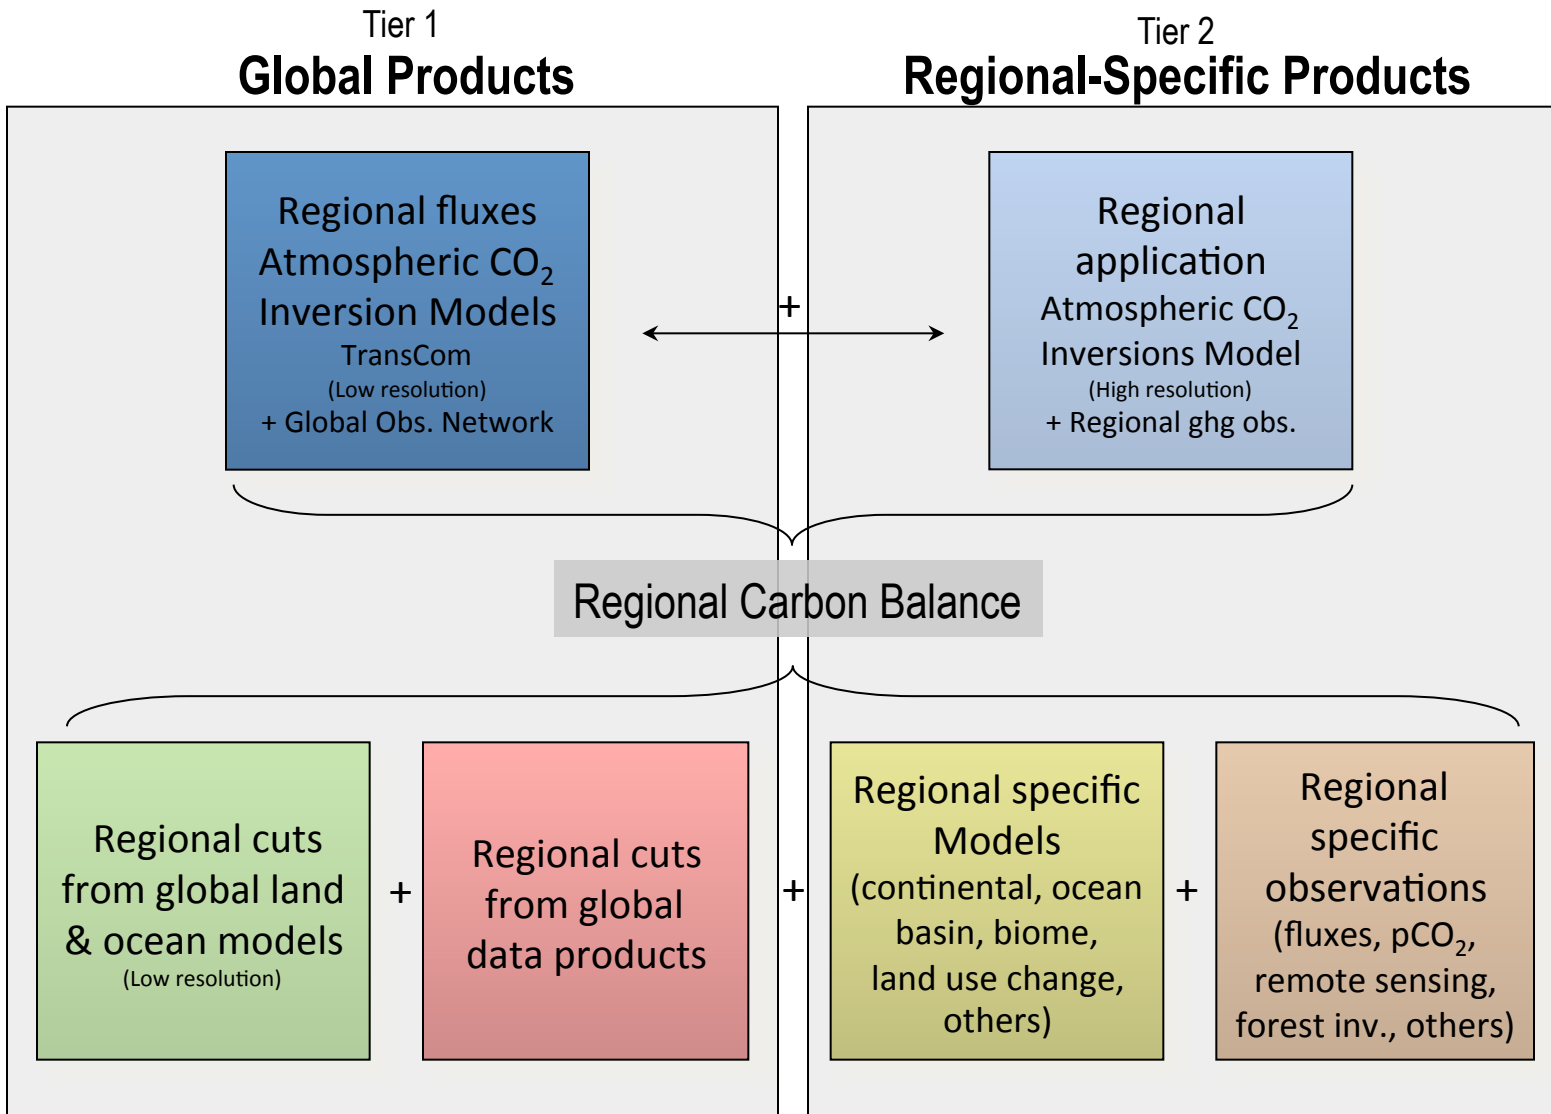 Tier 1
Global Products
Tier 2
Regional-Specific Products
Regional fluxes
Atmospheric CO₂
Inversion Models
TransCom
(Low resolution)
+ Global Obs. Network
+
Regional
application
Atmospheric CO₂
Inversions Model
(High resolution)
+ Regional ghg obs.
Regional Carbon Balance
Regional cuts
from global land
& ocean models
(Low resolution)
+
Regional cuts
from global
data products
+
Regional specific
Models
(continental, ocean
basin, biome,
land use change,
others)
+
Regional
specific
observations
(fluxes, pCO₂,
remote sensing,
forest inv., others)